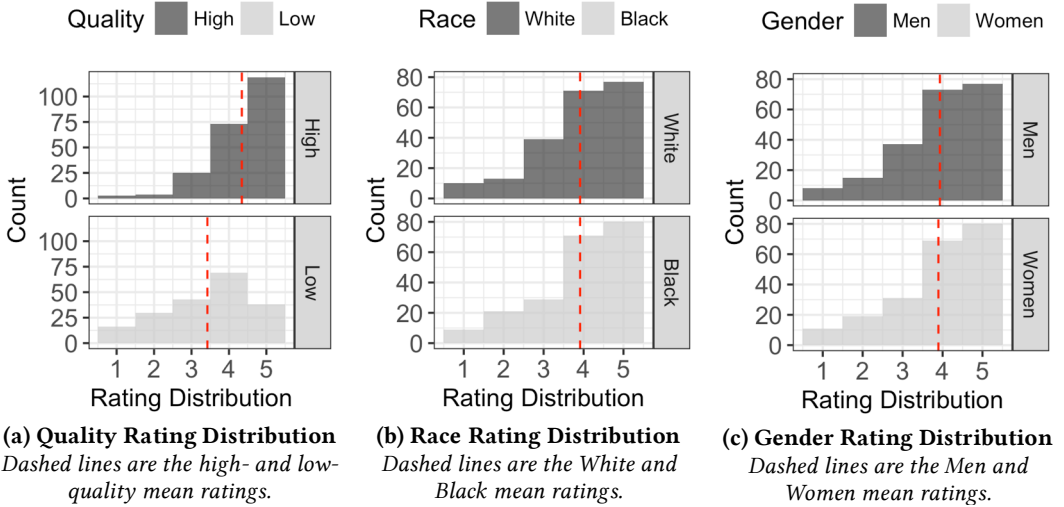 Quality High Low
100
75
50
25
0
High
100
75
50
25
0
Low
Count
1 2 3 4 5
Rating Distribution
(a) Quality Rating Distribution
Dashed lines are the high- and low-
quality mean ratings.
Race White Black
80
60
40
20
0
White
80
60
40
20
0
Black
Count
1 2 3 4 5
Rating Distribution
(b) Race Rating Distribution
Dashed lines are the White and
Black mean ratings.
Gender Men Women
80
60
40
20
0
Men
80
60
40
20
0
Women
Count
1 2 3 4 5
Rating Distribution
(c) Gender Rating Distribution
Dashed lines are the Men and
Women mean ratings.